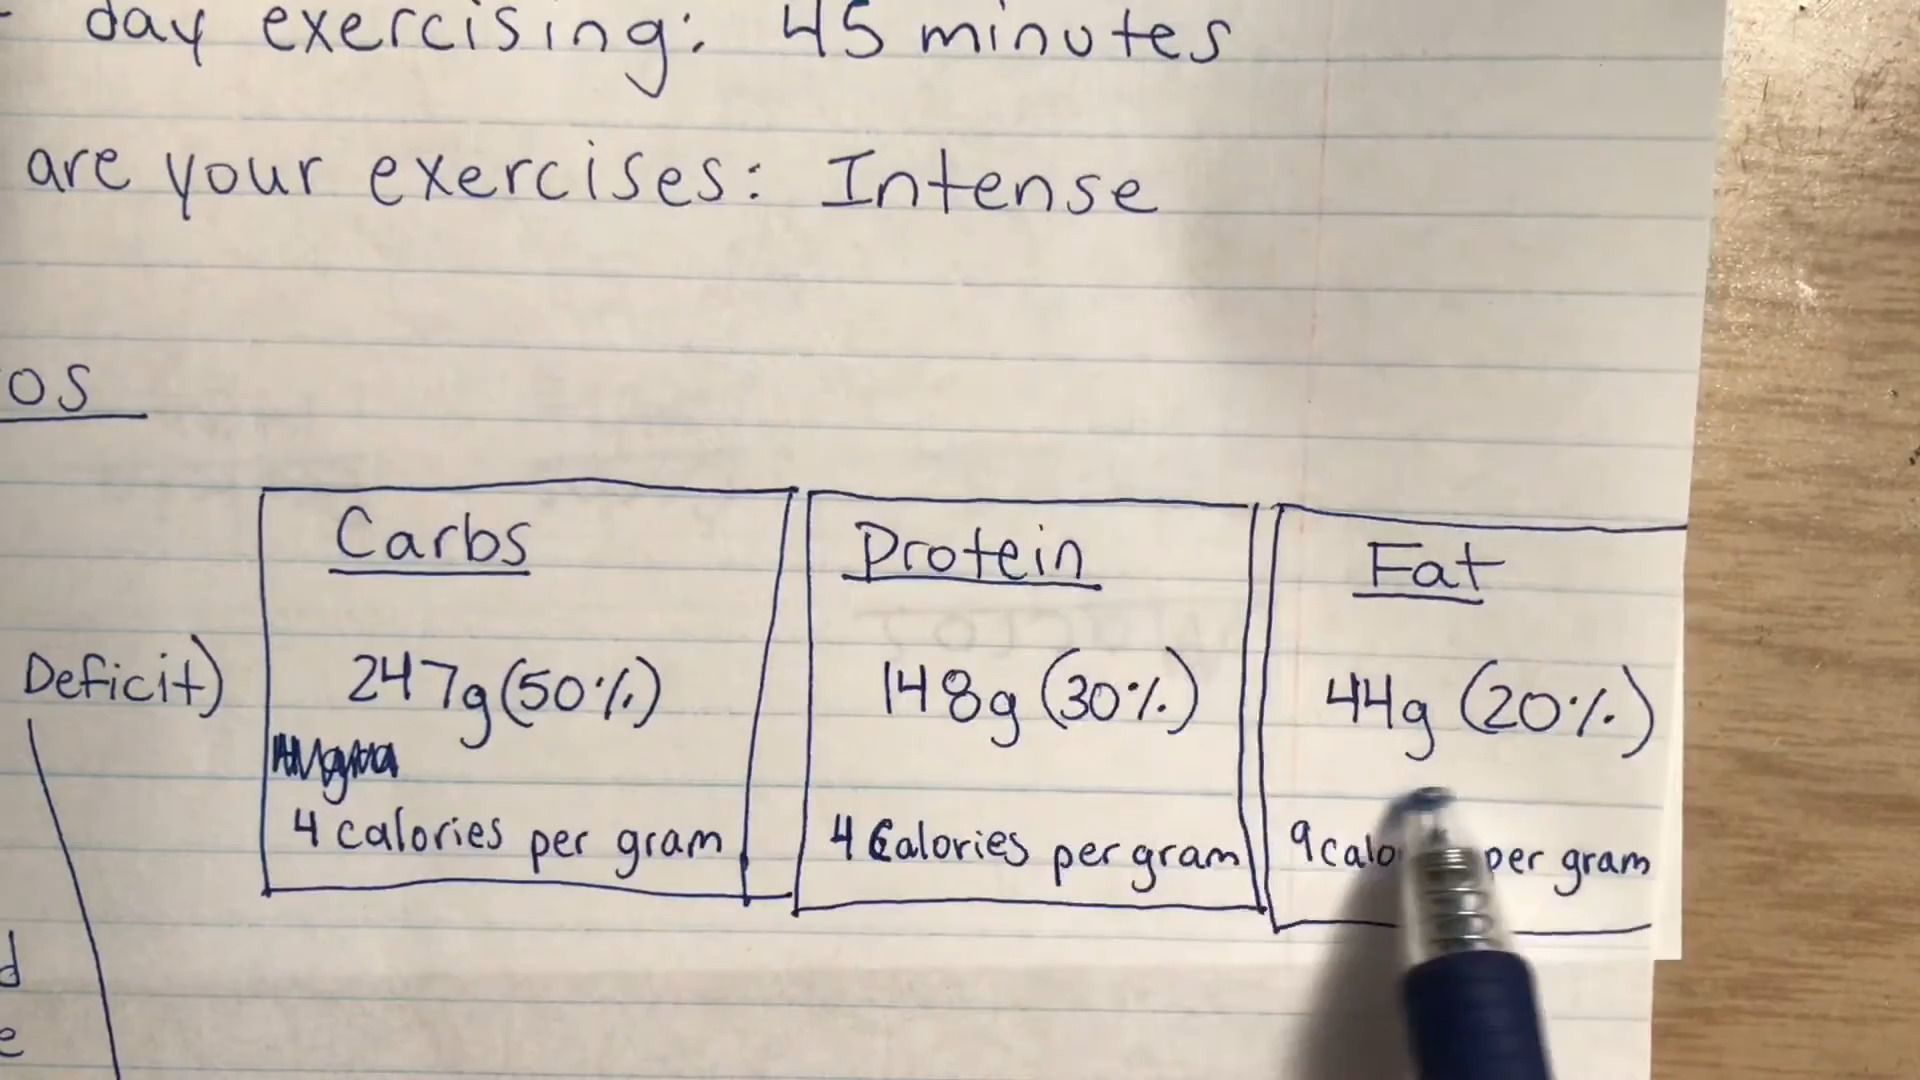 day exercising: 45 minutes
are your exercises: Intense
os
Carbs Protein Fat
Deficit) 247g (50%) 148g (30%) 44g (20%)
4 calories per gram 4 Calories per gram 9 calo per gram
d
e